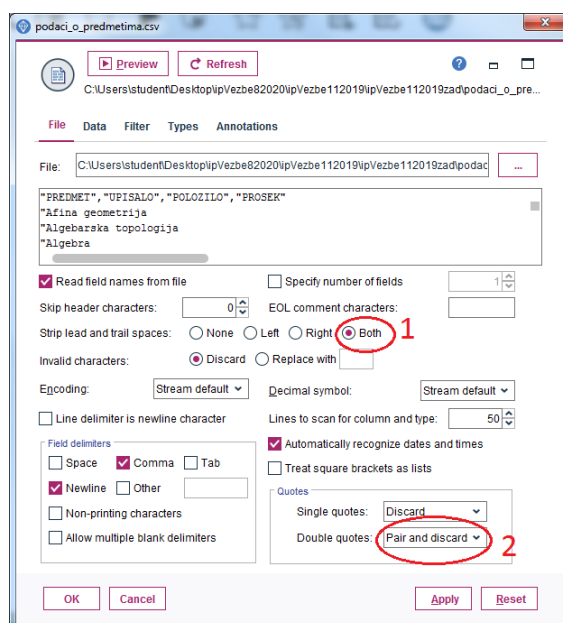 podaci_o_predmetima.csv
Preview Refresh
C:\Users\student\Desktop\ipVezbe82020\ipVezbe112019\ipVezbe112019zad\podaci_o_pre...
File Data Filter Types Annotations
File: C:\Users\student\Desktop\ipVezbe82020\ipVezbe112019\ipVezbe112019zad\podac ...
"PREDMET","UPISALO","POLOZILO","PROSEK"
"Afina geometrija
"Algebarska topologija
"Algebra
Read field names from file Specify number of fields 1
Skip header characters: 0 EOL comment characters:
Strip lead and trail spaces: None Left Right Both 1
Invalid characters: Discard Replace with
Encoding: Stream default Decimal symbol: Stream default
Line delimiter is newline character Lines to scan for column and type: 50
Field delimiters Automatically recognize dates and times
Space Comma Tab Treat square brackets as lists
Newline Other Quotes
Non-printing characters Single quotes: Discard
Allow multiple blank delimiters Double quotes: Pair and discard 2
OK Cancel Apply Reset